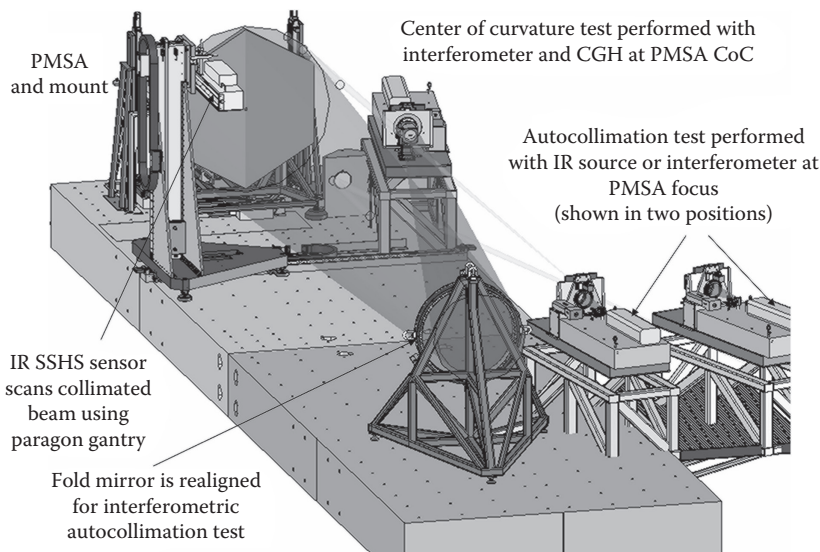 Center of curvature test performed with
interferometer and CGH at PMSA CoC
PMSA
and mount
Autocollimation test performed
with IR source or interferometer at
PMSA focus
(shown in two positions)
IR SSHS sensor
scans collimated
beam using
paragon gantry
Fold mirror is realigned
for interferometric
autocollimation test